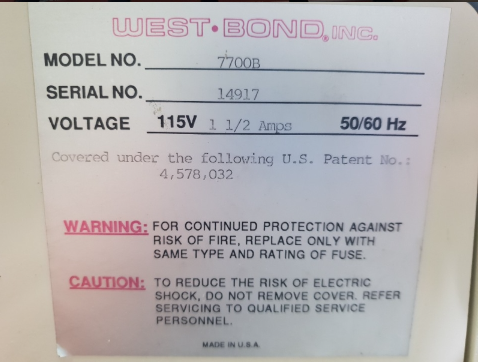 WEST•BOND, INC.
MODEL NO. 7700B
SERIAL NO. 14917
VOLTAGE 115V 1 1/2 Amps 50/60 Hz
Covered under the following U.S. Patent No.:
4,578,032
WARNING: FOR CONTINUED PROTECTION AGAINST
RISK OF FIRE, REPLACE ONLY WITH
SAME TYPE AND RATING OF FUSE.
CAUTION: TO REDUCE THE RISK OF ELECTRIC
SHOCK, DO NOT REMOVE COVER. REFER
SERVICING TO QUALIFIED SERVICE
PERSONNEL.
MADE IN U.S.A.